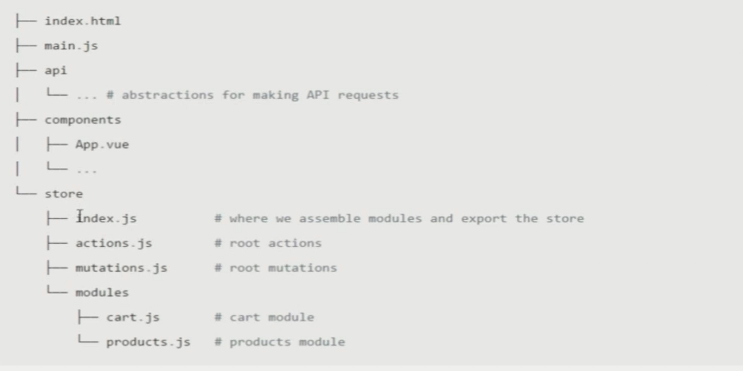 ├── index.html
├── main.js
├── api
│   └── ... # abstractions for making API requests
├── components
│   ├── App.vue
│   └── ...
└── store
    ├── index.js          # where we assemble modules and export the store
    ├── actions.js        # root actions
    ├── mutations.js      # root mutations
    └── modules
        ├── cart.js       # cart module
        └── products.js   # products module